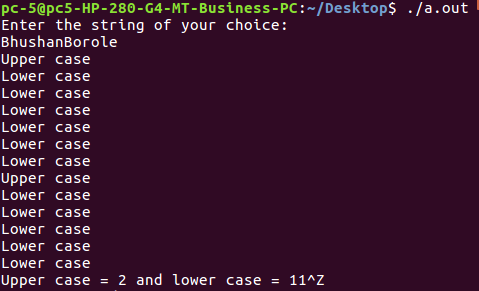 pc-5@pc5-HP-280-G4-MT-Business-PC:~/Desktop$ ./a.out
Enter the string of your choice:
BhushanBorole
Upper case
Lower case
Lower case
Lower case
Lower case
Lower case
Lower case
Upper case
Lower case
Lower case
Lower case
Lower case
Lower case
Upper case = 2 and lower case = 11^Z